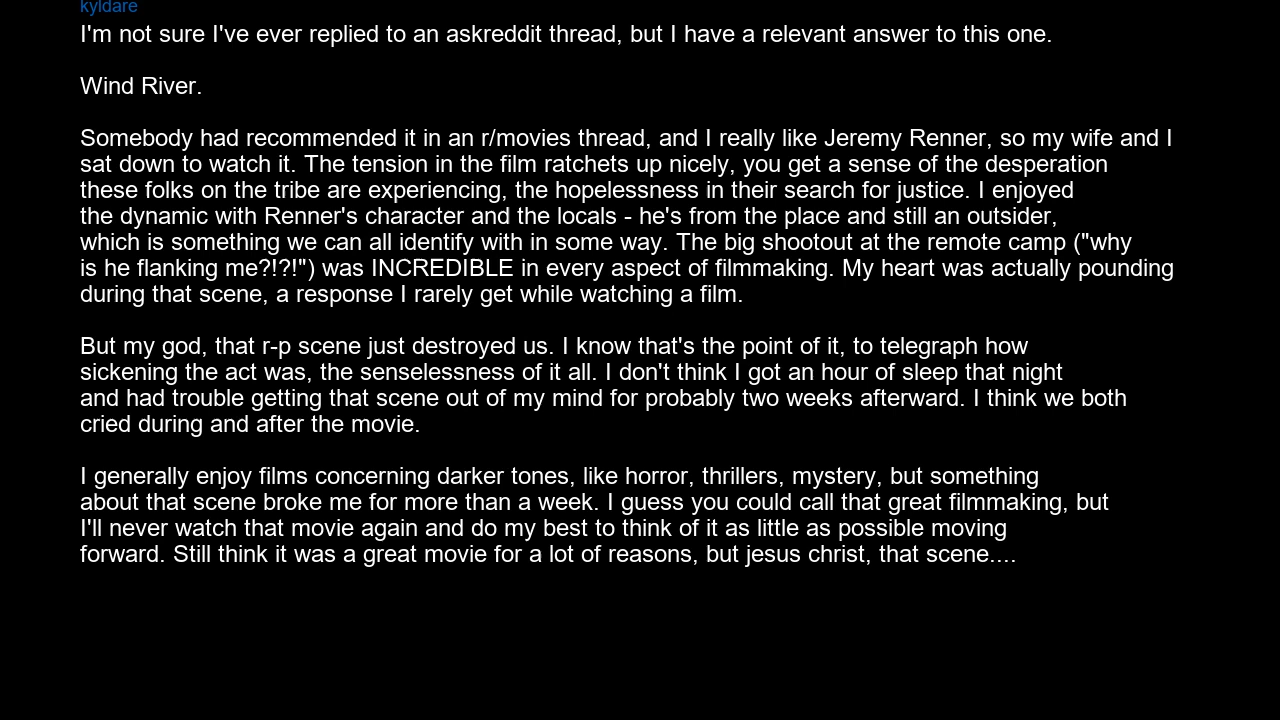 kyldare
I'm not sure I've ever replied to an askreddit thread, but I have a relevant answer to this one.
Wind River.
Somebody had recommended it in an r/movies thread, and I really like Jeremy Renner, so my wife and I
sat down to watch it. The tension in the film ratchets up nicely, you get a sense of the desperation
these folks on the tribe are experiencing, the hopelessness in their search for justice. I enjoyed
the dynamic with Renner's character and the locals - he's from the place and still an outsider,
which is something we can all identify with in some way. The big shootout at the remote camp ("why
is he flanking me?!?!") was INCREDIBLE in every aspect of filmmaking. My heart was actually pounding
during that scene, a response I rarely get while watching a film.
But my god, that r-p scene just destroyed us. I know that's the point of it, to telegraph how
sickening the act was, the senselessness of it all. I don't think I got an hour of sleep that night
and had trouble getting that scene out of my mind for probably two weeks afterward. I think we both
cried during and after the movie.
I generally enjoy films concerning darker tones, like horror, thrillers, mystery, but something
about that scene broke me for more than a week. I guess you could call that great filmmaking, but
I'll never watch that movie again and do my best to think of it as little as possible moving
forward. Still think it was a great movie for a lot of reasons, but jesus christ, that scene....